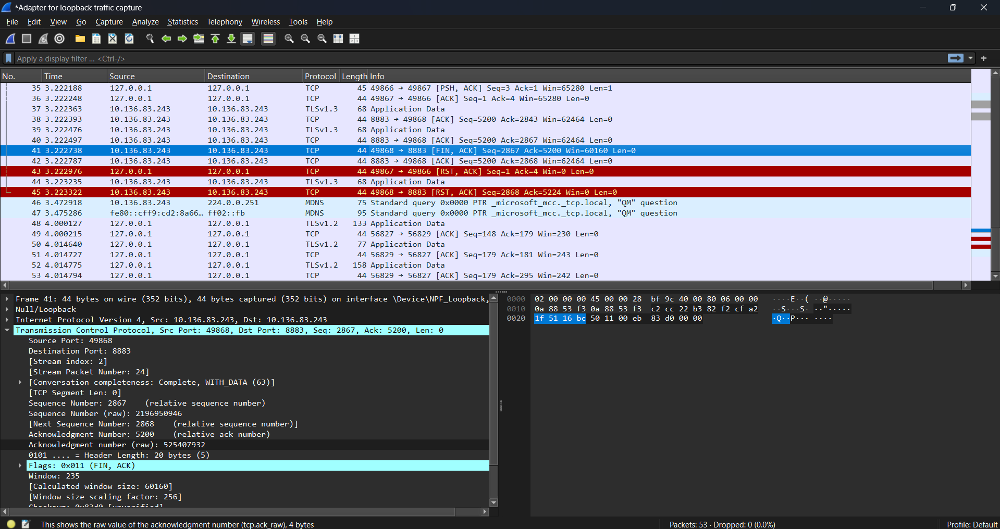 *Adapter for loopback traffic capture
File Edit View Go Capture Analyze Statistics Telephony Wireless Tools Help
Apply a display filter ... <Ctrl-/>
No. Time Source Destination Protocol Length Info
35 3.222188 127.0.0.1 127.0.0.1 TCP 45 49866 → 49867 [PSH, ACK] Seq=3 Ack=1 Win=65280 Len=1
36 3.222248 127.0.0.1 127.0.0.1 TCP 44 49867 → 49866 [ACK] Seq=1 Ack=4 Win=65280 Len=0
37 3.222363 10.136.83.243 10.136.83.243 TLSv1.3 68 Application Data
38 3.222393 10.136.83.243 10.136.83.243 TCP 44 8883 → 49868 [ACK] Seq=5200 Ack=2843 Win=62464 Len=0
39 3.222476 10.136.83.243 10.136.83.243 TLSv1.3 68 Application Data
40 3.222497 10.136.83.243 10.136.83.243 TCP 44 8883 → 49868 [ACK] Seq=5200 Ack=2867 Win=62464 Len=0
41 3.222738 10.136.83.243 10.136.83.243 TCP 44 49868 → 8883 [FIN, ACK] Seq=2867 Ack=5200 Win=60160 Len=0
42 3.222787 10.136.83.243 10.136.83.243 TCP 44 8883 → 49868 [ACK] Seq=5200 Ack=2868 Win=62464 Len=0
43 3.222976 127.0.0.1 127.0.0.1 TCP 44 49867 → 49866 [RST, ACK] Seq=1 Ack=4 Win=0 Len=0
44 3.223235 10.136.83.243 10.136.83.243 TLSv1.3 68 Application Data
45 3.223322 10.136.83.243 10.136.83.243 TCP 44 49868 → 8883 [RST, ACK] Seq=2868 Ack=5224 Win=0 Len=0
46 3.472918 10.136.83.243 224.0.0.251 MDNS 75 Standard query 0x0000 PTR _microsoft_mcc._tcp.local, "QM" question
47 3.475286 fe80::cff9:cd2:8a66… ff02::fb MDNS 95 Standard query 0x0000 PTR _microsoft_mcc._tcp.local, "QM" question
48 4.000127 127.0.0.1 127.0.0.1 TLSv1.2 133 Application Data
49 4.000215 127.0.0.1 127.0.0.1 TCP 44 56827 → 56829 [ACK] Seq=148 Ack=179 Win=230 Len=0
50 4.014640 127.0.0.1 127.0.0.1 TLSv1.2 77 Application Data
51 4.014727 127.0.0.1 127.0.0.1 TCP 44 56829 → 56827 [ACK] Seq=179 Ack=181 Win=243 Len=0
52 4.014775 127.0.0.1 127.0.0.1 TLSv1.2 158 Application Data
53 4.014794 127.0.0.1 127.0.0.1 TCP 44 56829 → 56827 [ACK] Seq=179 Ack=295 Win=242 Len=0
Frame 41: 44 bytes on wire (352 bits), 44 bytes captured (352 bits) on interface \Device\NPF_Loopback,
Null/Loopback
Internet Protocol Version 4, Src: 10.136.83.243, Dst: 10.136.83.243
Transmission Control Protocol, Src Port: 49868, Dst Port: 8883, Seq: 2867, Ack: 5200, Len: 0
Source Port: 49868
Destination Port: 8883
[Stream index: 2]
[Stream Packet Number: 24]
[Conversation completeness: Complete, WITH_DATA (63)]
[TCP Segment Len: 0]
Sequence Number: 2867 (relative sequence number)
Sequence Number (raw): 2196950946
[Next Sequence Number: 2868 (relative sequence number)]
Acknowledgment Number: 5200 (relative ack number)
Acknowledgment number (raw): 525407932
0101 .... = Header Length: 20 bytes (5)
Flags: 0x011 (FIN, ACK)
Window: 235
[Calculated window size: 60160]
[Window size scaling factor: 256]
Checksum: 0x83d0 [unverified]
0000 02 00 00 00 45 00 00 28 bf 9c 40 00 80 06 00 00 ····E··( ··@·····
0010 0a 88 53 f3 0a 88 53 f3 c2 cc 22 b3 82 f2 cf a2 ··S···S· ··"·····
0020 1f 51 16 bc 50 11 00 eb 83 d0 00 00 ·Q··P··· ····
This shows the raw value of the acknowledgment number (tcp.ack_raw), 4 bytes
Packets: 53 · Dropped: 0 (0.0%)
Profile: Default